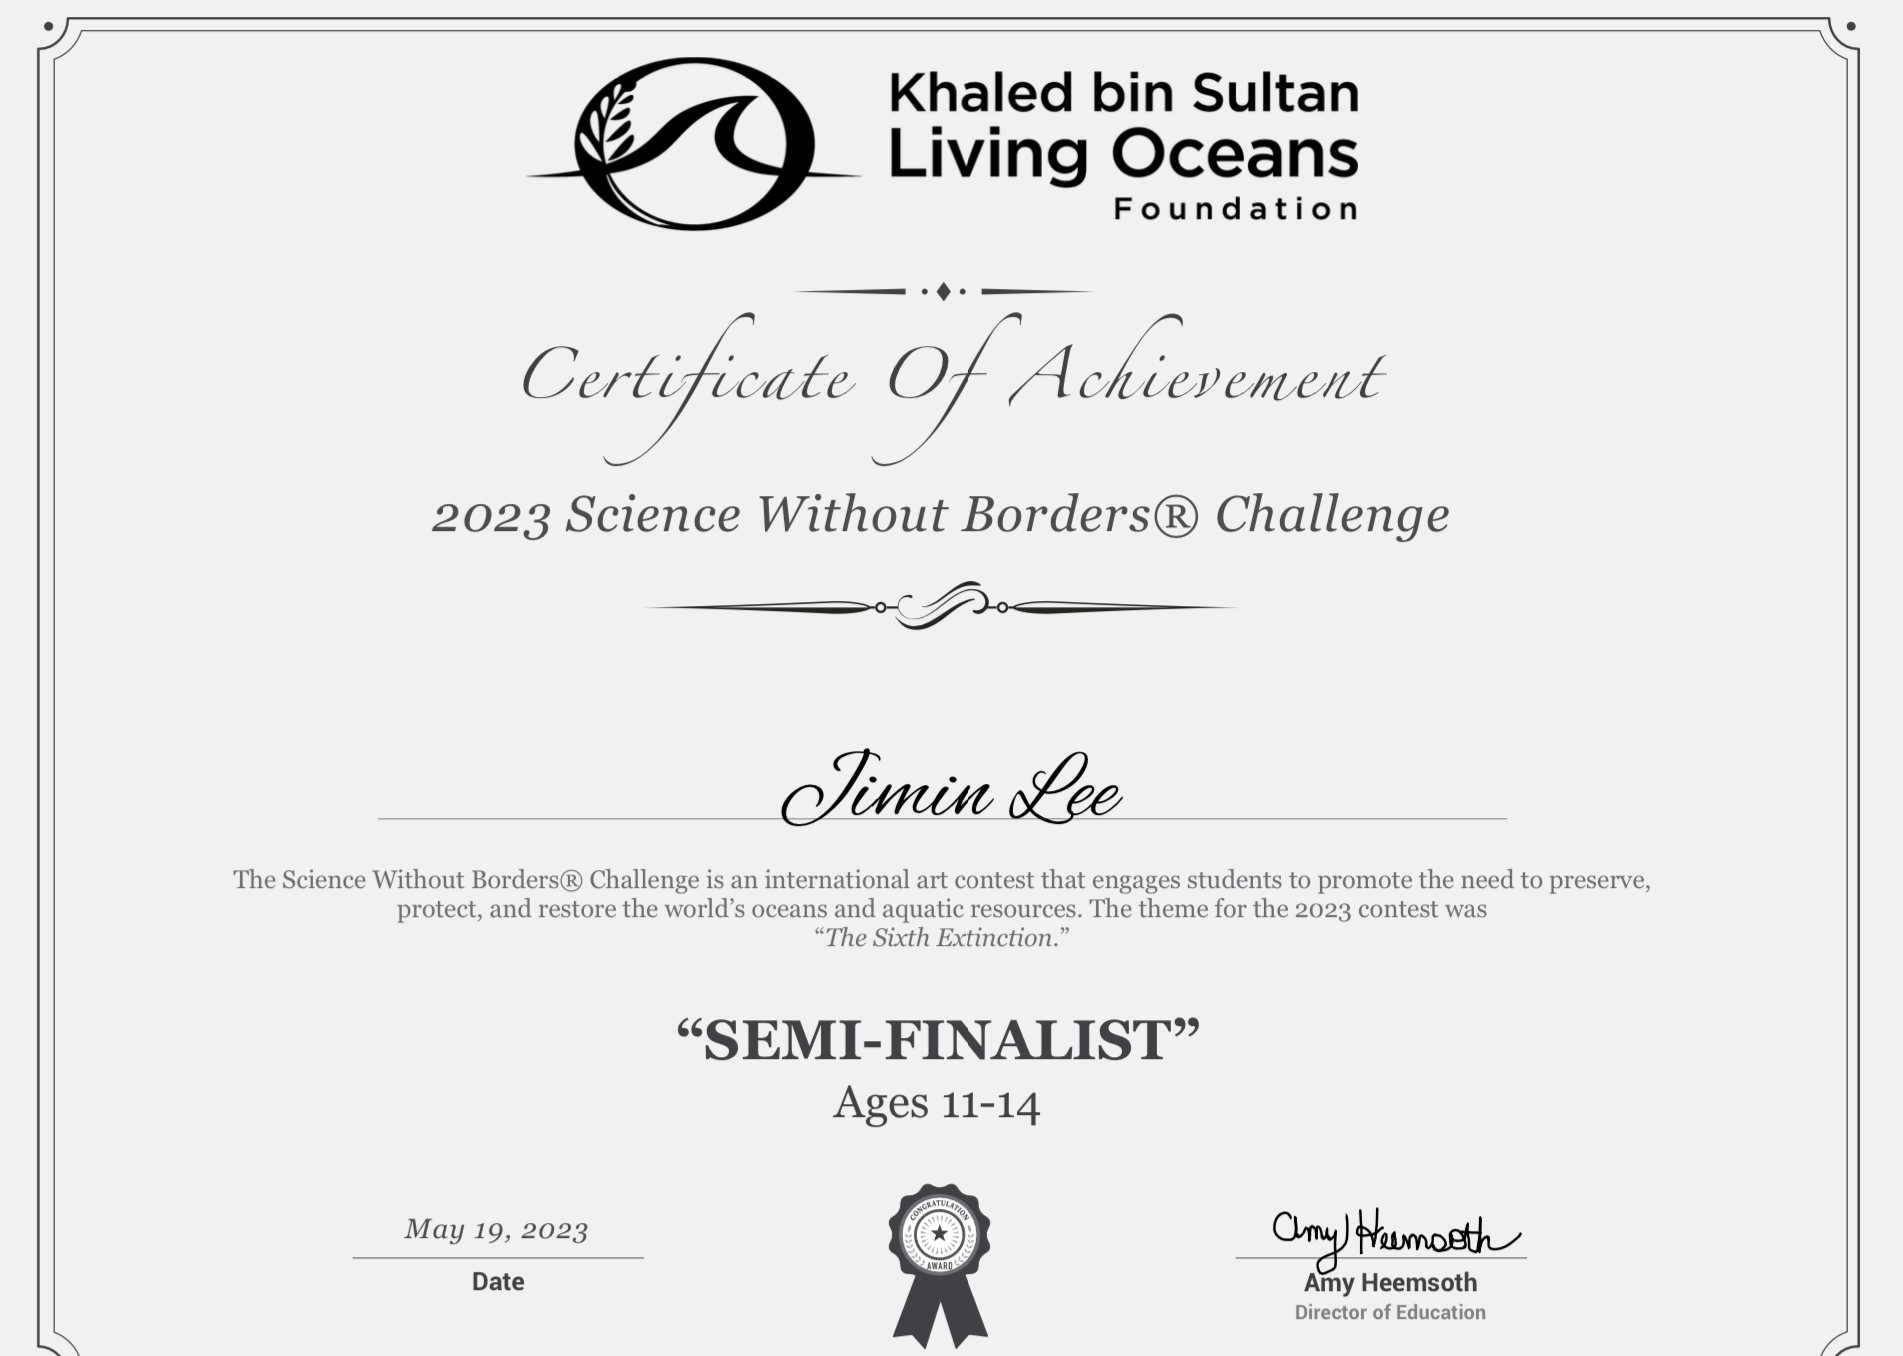 Khaled bin Sultan
Living Oceans
Foundation
Certificate Of Achievement
2023 Science Without Borders® Challenge
Jimin Lee
The Science Without Borders® Challenge is an international art contest that engages students to promote the need to preserve,
protect, and restore the world’s oceans and aquatic resources. The theme for the 2023 contest was
“The Sixth Extinction.”
“SEMI-FINALIST”
Ages 11-14
May 19, 2023
Date
CONGRATULATION
AWARD
Amy Heemsoth
Amy Heemsoth
Director of Education